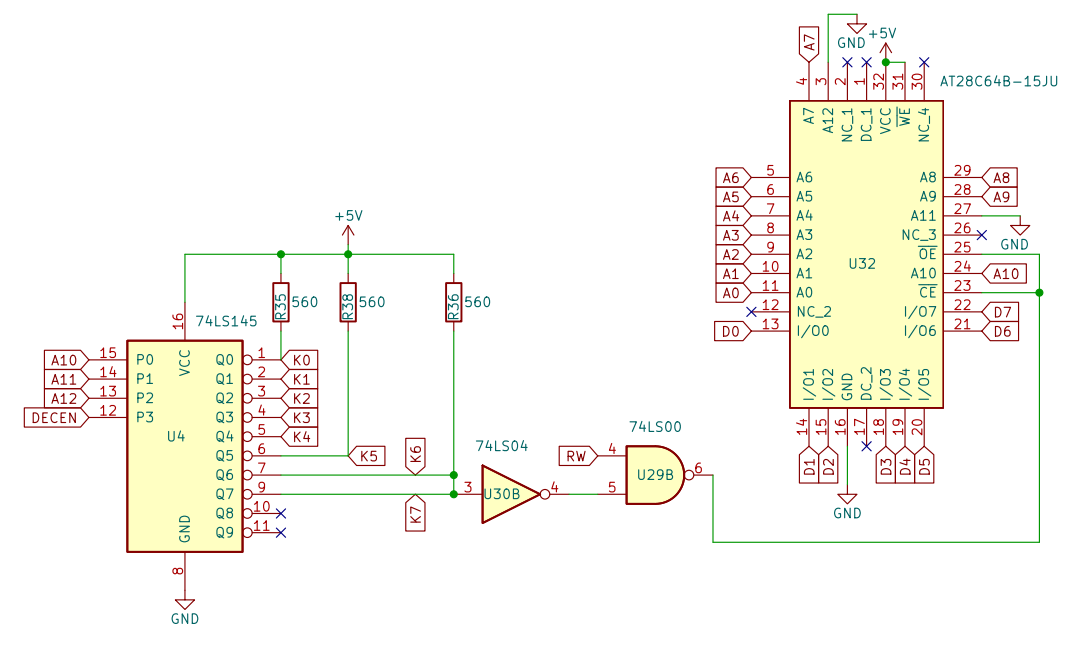 A7
GND
+5V
4
3
2
1
32
31
30
AT28C64B-15JU
A7
A12
NC_1
DC_1
VCC
WE
NC_4
A6 5 A6 A8 29 A8
A5 6 A5 A9 28 A9
A4 7 A4 A11 27
A3 8 A3 NC_3 26 GND
A2 9 A2 U32 OE 25
A1 10 A1 A10 24 A10
A0 11 A0 CE 23
12 NC_2 I/O7 22 D7
D0 13 I/O0 I/O6 21 D6
I/O1
I/O2
GND
DC_2
I/O3
I/O4
I/O5
14
15
16
17
18
19
20
D1
D2
D3
D4
D5
GND
+5V
R35 560
R38 560
R36 560
16
74LS145
VCC
A10 15 P0 Q0 1 K0
A11 14 P1 Q1 2 K1
A12 13 P2 Q2 3 K2
DECEN 12 P3 Q3 4 K3
U4 Q4 5 K4
Q5 6 K5
Q6 7 K6
Q7 9 K7
Q8 10
Q9 11
GND
8
GND
74LS04
3 U30B 4
74LS00
RW 4
5
U29B 6